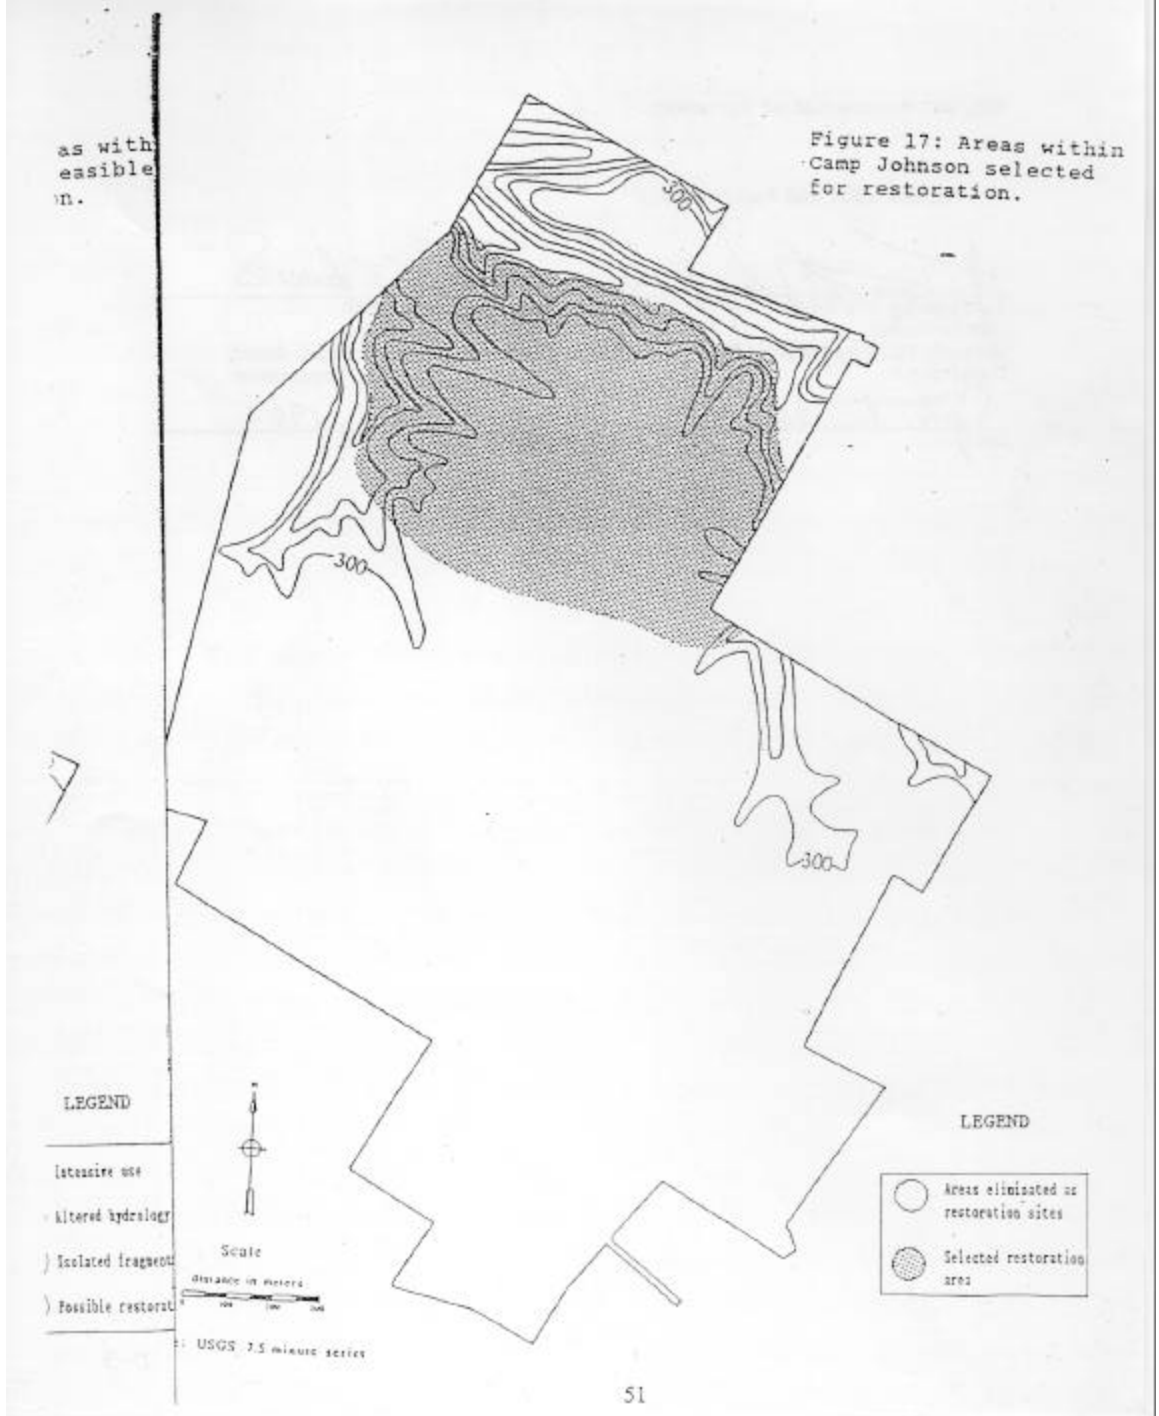 as with
easible
n.
Figure 17: Areas within
Camp Johnson selected
for restoration.
300
300
300
LEGEND
Intensive use
Altered hydrology
Isolated fragment
Possible restorat
N
Scale
distance in meters
0
: USGS 7.5 minute series
LEGEND
Areas eliminated as
restoration sites
Selected restoration
area
51